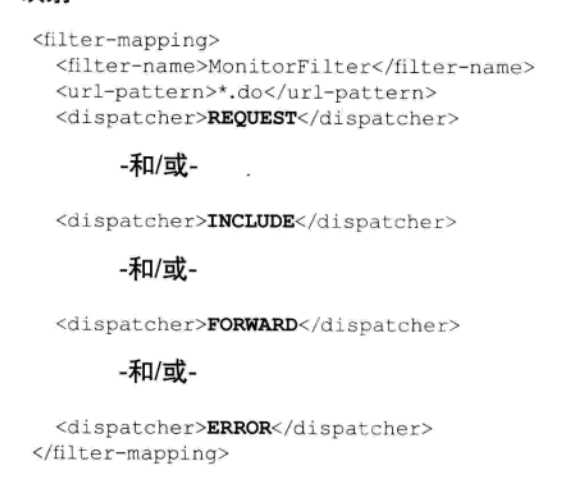 <filter-mapping>
<filter-name>MonitorFilter</filter-name>
<url-pattern>*.do</url-pattern>
<dispatcher>REQUEST</dispatcher>
-和/或-
<dispatcher>INCLUDE</dispatcher>
-和/或-
<dispatcher>FORWARD</dispatcher>
-和/或-
<dispatcher>ERROR</dispatcher>
</filter-mapping>